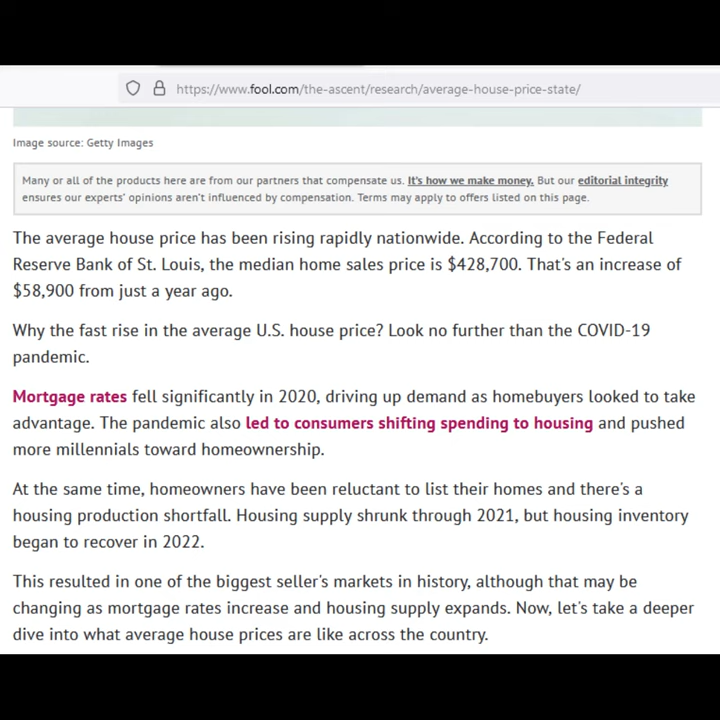 https://www.fool.com/the-ascent/research/average-house-price-state/
Image source: Getty Images
Many or all of the products here are from our partners that compensate us. It's how we make money. But our editorial integrity
ensures our experts' opinions aren't influenced by compensation. Terms may apply to offers listed on this page.
The average house price has been rising rapidly nationwide. According to the Federal
Reserve Bank of St. Louis, the median home sales price is $428,700. That's an increase of
$58,900 from just a year ago.
Why the fast rise in the average U.S. house price? Look no further than the COVID-19
pandemic.
Mortgage rates fell significantly in 2020, driving up demand as homebuyers looked to take
advantage. The pandemic also led to consumers shifting spending to housing and pushed
more millennials toward homeownership.
At the same time, homeowners have been reluctant to list their homes and there's a
housing production shortfall. Housing supply shrunk through 2021, but housing inventory
began to recover in 2022.
This resulted in one of the biggest seller's markets in history, although that may be
changing as mortgage rates increase and housing supply expands. Now, let's take a deeper
dive into what average house prices are like across the country.